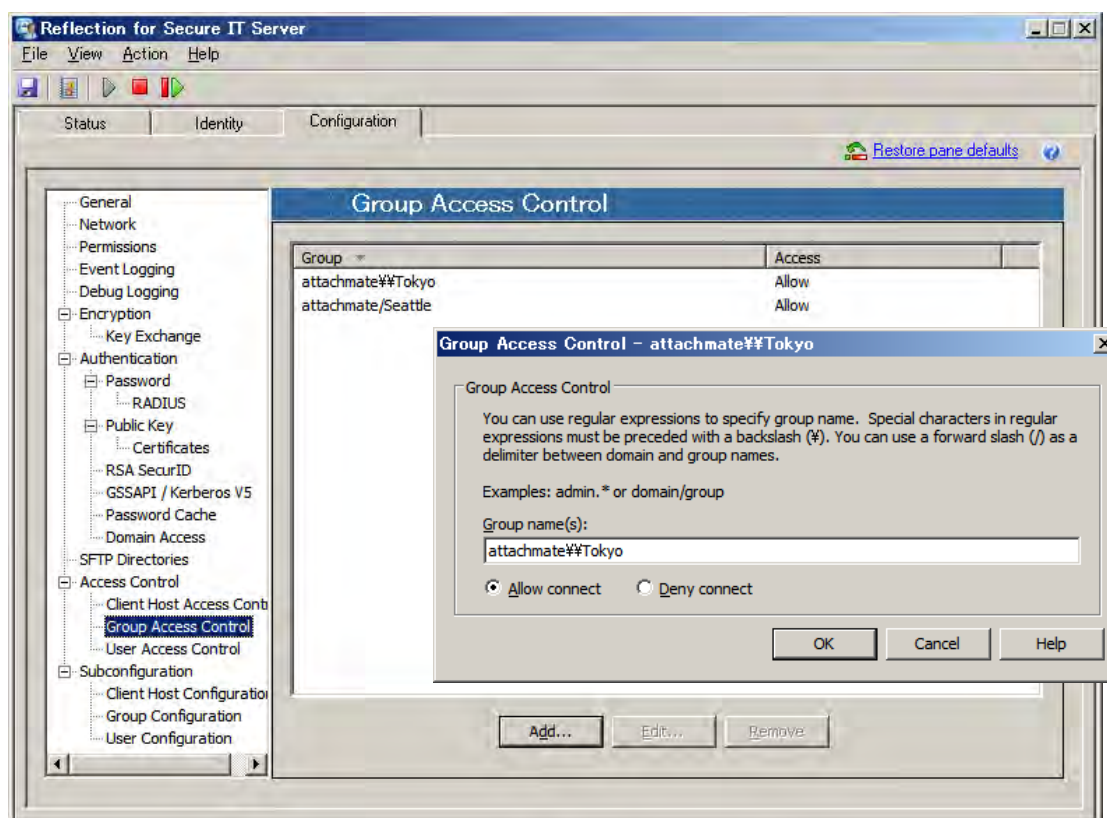 Reflection for Secure IT Server
File View Action Help
Status Identity Configuration
Restore pane defaults
General
Network
Permissions
Event Logging
Debug Logging
Encryption
Key Exchange
Authentication
Password
RADIUS
Public Key
Certificates
RSA SecurID
GSSAPI / Kerberos V5
Password Cache
Domain Access
SFTP Directories
Access Control
Client Host Access Cont
Group Access Control
User Access Control
Subconfiguration
Client Host Configuration
Group Configuration
User Configuration
Group Access Control
Group Access
attachmate¥¥Tokyo Allow
attachmate/Seattle Allow
Group Access Control - attachmate¥¥Tokyo
Group Access Control
You can use regular expressions to specify group name. Special characters in regular
expressions must be preceded with a backslash (¥). You can use a forward slash (/) as a
delimiter between domain and group names.
Examples: admin.* or domain/group
Group name(s):
attachmate¥¥Tokyo
Allow connect Deny connect
OK Cancel Help
Add... Edit... Remove